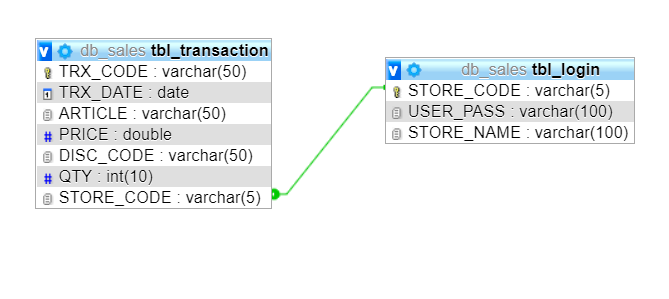 db_sales tbl_transaction
TRX_CODE : varchar(50)
TRX_DATE : date
ARTICLE : varchar(50)
PRICE : double
DISC_CODE : varchar(50)
QTY : int(10)
STORE_CODE : varchar(5)
db_sales tbl_login
STORE_CODE : varchar(5)
USER_PASS : varchar(100)
STORE_NAME : varchar(100)